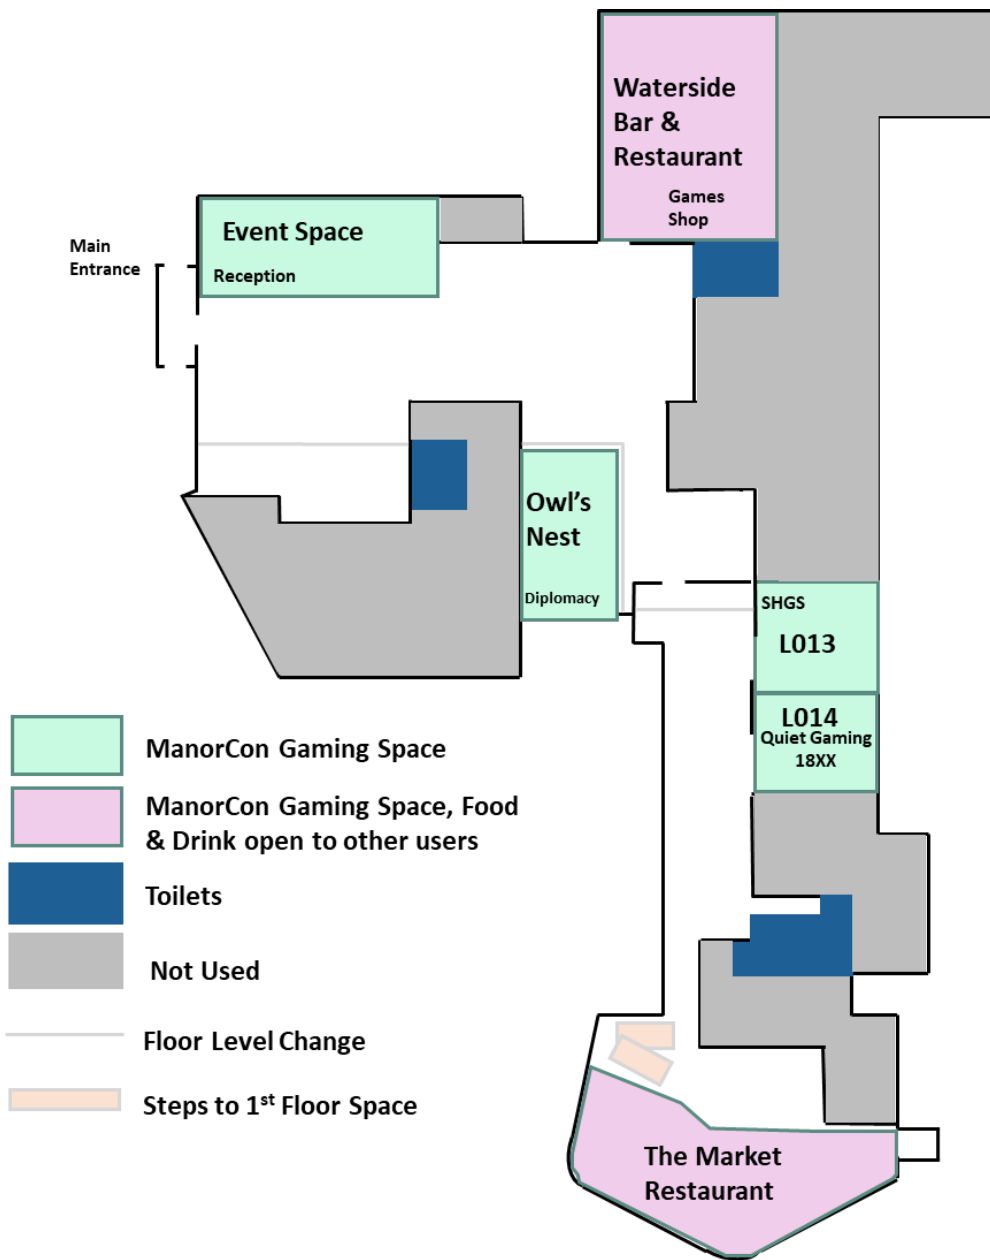 Waterside
Bar &
Restaurant
Games
Shop
Main
Entrance
Event Space
Reception
Owl's
Nest
Diplomacy
SHGS
L013
L014
Quiet Gaming
18XX
ManorCon Gaming Space
ManorCon Gaming Space, Food
& Drink open to other users
Toilets
Not Used
Floor Level Change
Steps to 1st Floor Space
The Market
Restaurant